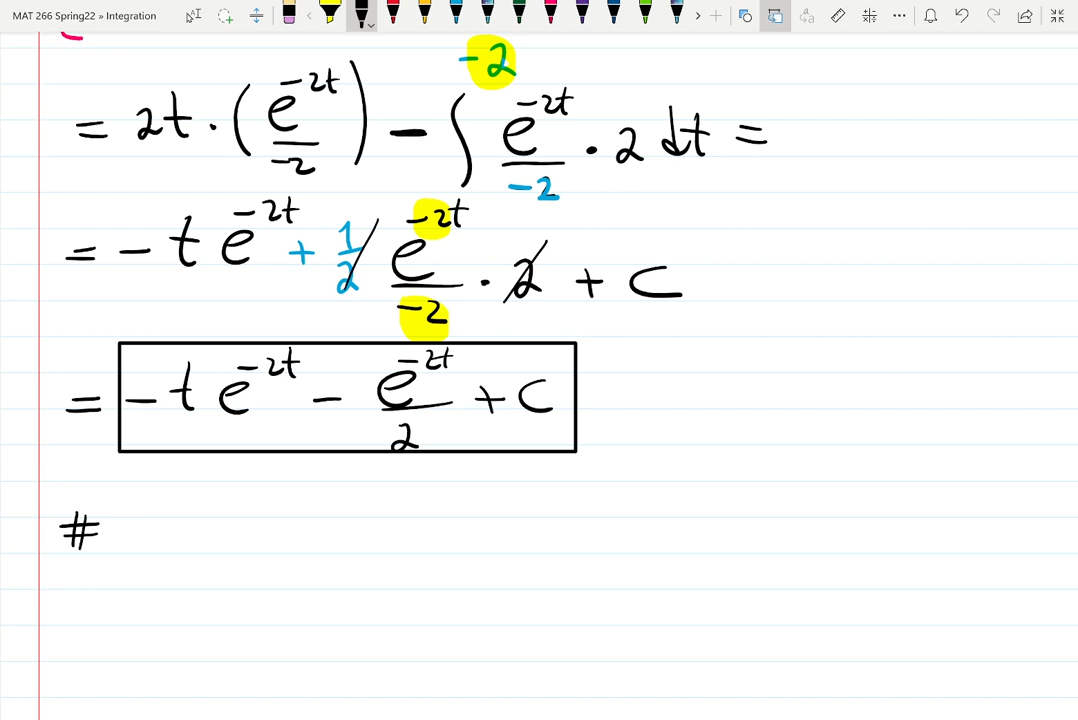 MAT 266 Spring22 » Integration
-2
= 2t · (e^{-2t}/-2) - ∫ e^{-2t}/-2 · 2 dt =
= - t e^{-2t} + 1/2 e^{-2t}/-2 · 2 + C
= - t e^{-2t} - e^{-2t}/2 + C
#